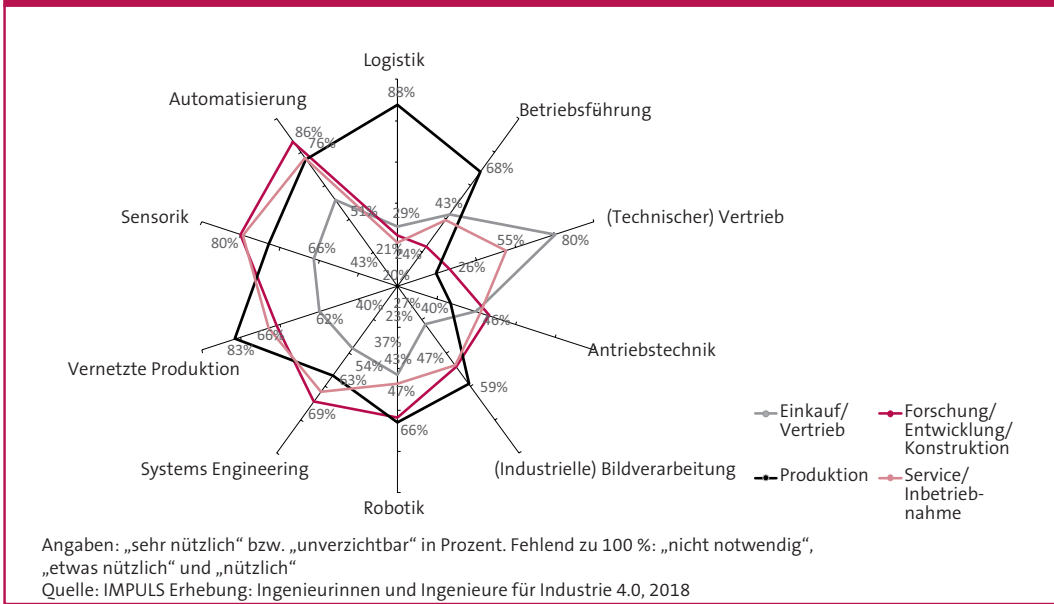 Logistik
88%
Automatisierung
Betriebsführung
86%
76%
68%
51%
29%
43%
(Technischer) Vertrieb
Sensorik
80%
66%
43%
21%
24%
26%
55%
80%
20%
40%
27%
40%
46%
23%
62%
66%
83%
Vernetzte Produktion
Antriebstechnik
37%
54%
43%
47%
63%
47%
59%
69%
66%
Systems Engineering
(Industrielle) Bildverarbeitung
Robotik
Einkauf/
Vertrieb
Forschung/
Entwicklung/
Konstruktion
Produktion
Service/
Inbetrieb-
nahme
Angaben: „sehr nützlich“ bzw. „unverzichtbar“ in Prozent. Fehlend zu 100 %: „nicht notwendig“,
„etwas nützlich“ und „nützlich“
Quelle: IMPULS Erhebung: Ingenieurinnen und Ingenieure für Industrie 4.0, 2018